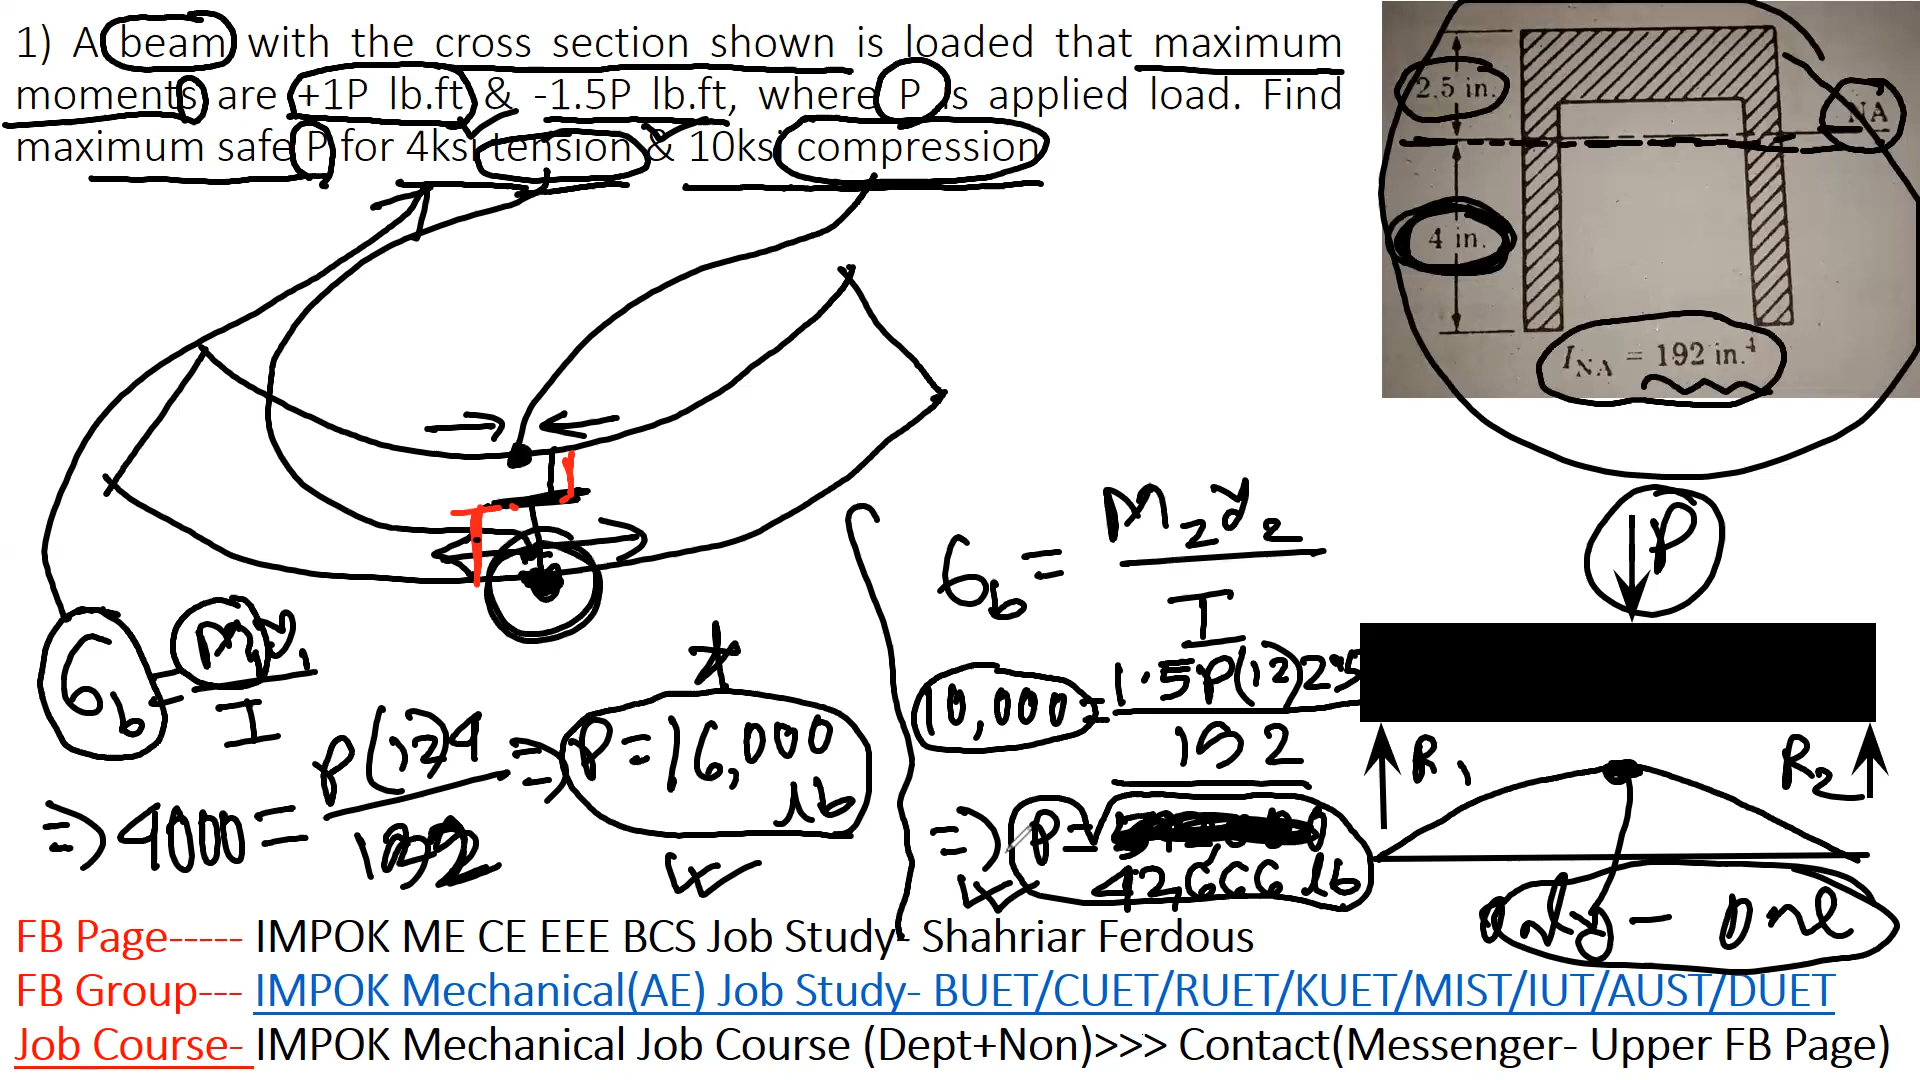 1) A beam with the cross section shown is loaded that maximum
moments are +1P lb.ft & -1.5P lb.ft, where P is applied load. Find
maximum safe P for 4ksi tension & 10ksi compression
2.5 in.
NA
4 in.
I_NA = 192 in.⁴
P
σb = M₁y₁ / I
⇒ 4000 = P(12)4 / 192 ⇒ P = 16,000 lb
σb = M₂y₂ / I
10,000 = 1.5P(12)2.5 / 192
⇒ P = 42,666 lb
R₁
R₂
only - one
FB Page----- IMPOK ME CE EEE BCS Job Study- Shahriar Ferdous
FB Group--- IMPOK Mechanical(AE) Job Study- BUET/CUET/RUET/KUET/MIST/IUT/AUST/DUET
Job Course- IMPOK Mechanical Job Course (Dept+Non)>>> Contact(Messenger- Upper FB Page)